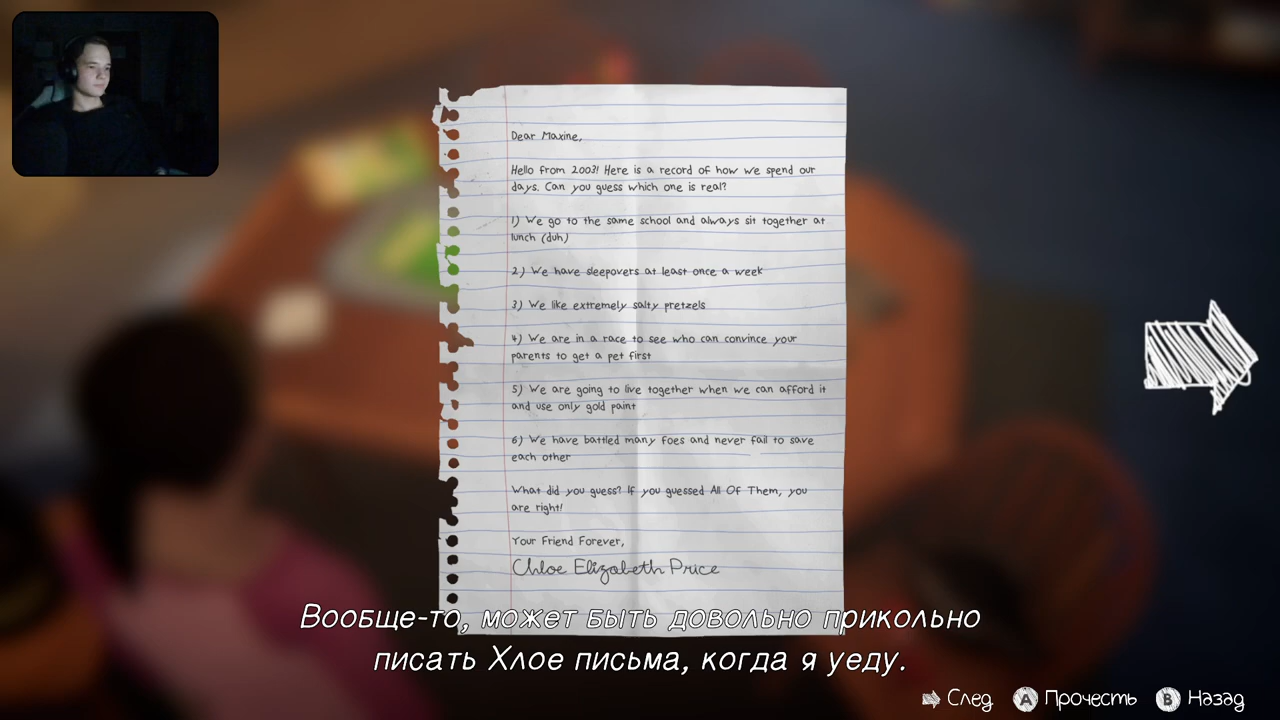 Dear Maxine,
Hello from 2003! Here is a record of how we spend our
days. Can you guess which one is real?
1) We go to the same school and always sit together at
lunch (duh)
2) We have sleepovers at least once a week
3) We like extremely salty pretzels
4) We are in a race to see who can convince your
parents to get a pet first
5) We are going to live together when we can afford it
and use only gold paint
6) We have battled many foes and never fail to save
each other
What did you guess? If you guessed All Of Them, you
are right!
Your Friend Forever,
Chloe Elizabeth Price
Вообще-то, может быть довольно прикольно
писать Хлое письма, когда я уеду.
След A Прочесть B Назад